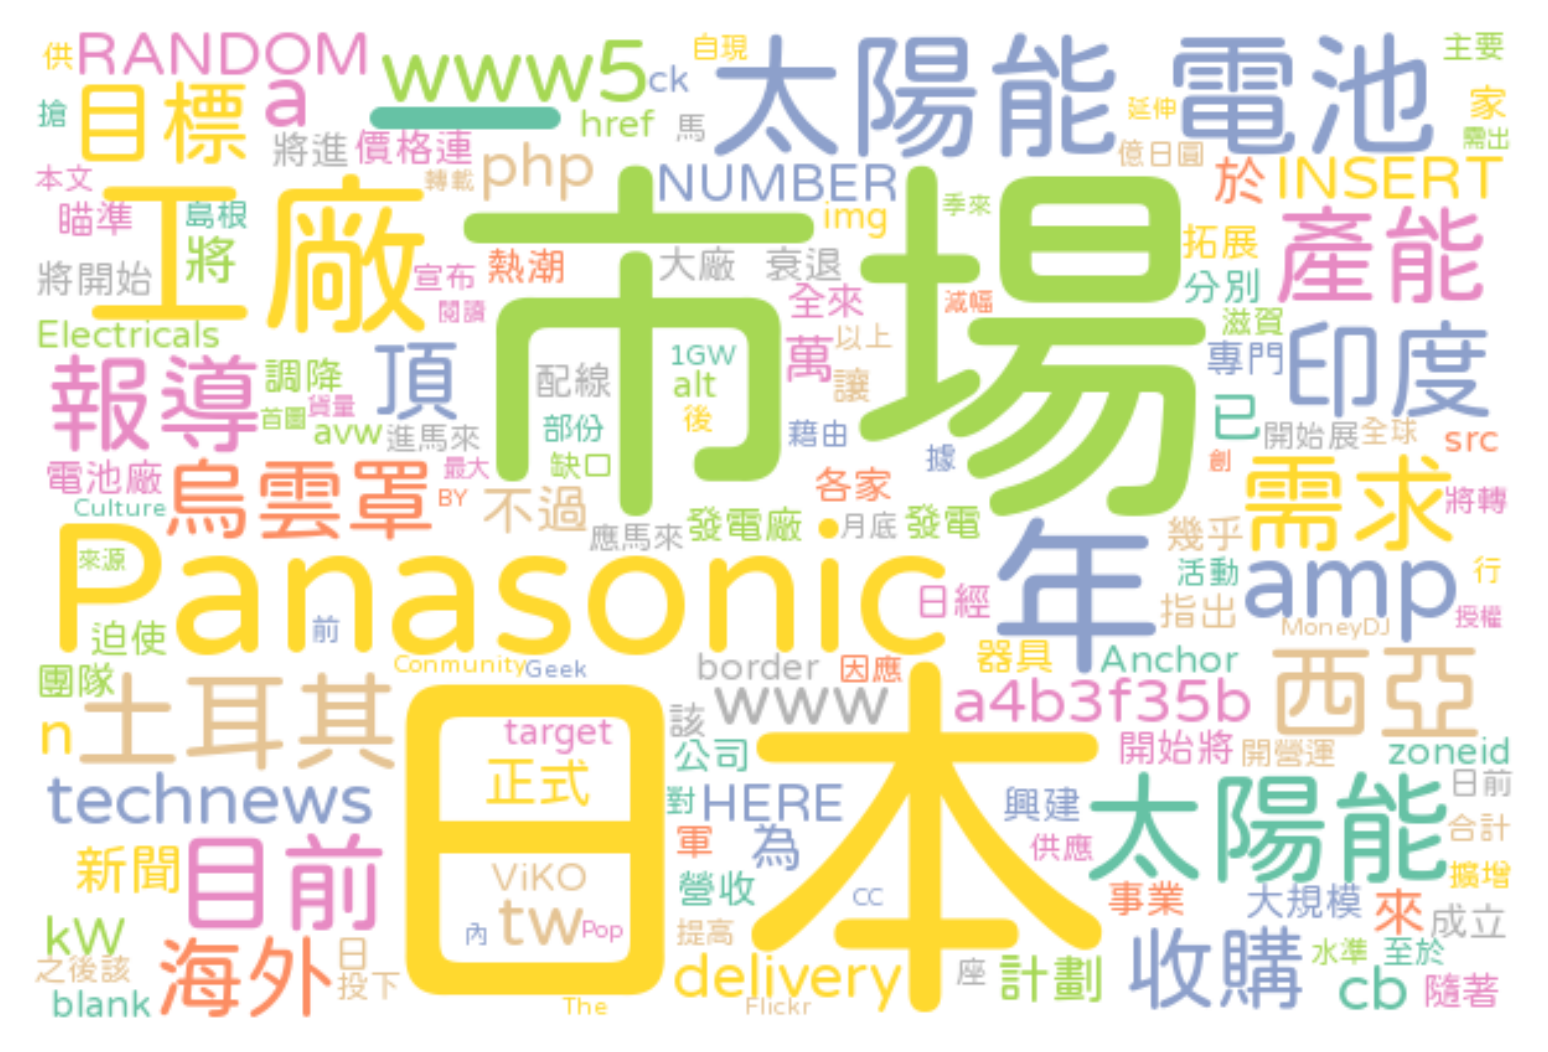 供
RANDOM
www5
ck
自現
太陽能
電池
主要
搶
目標
a
href
馬
延伸
家
需出
將進
價格連
php
億日圓
本文
轉載
NUMBER
於
INSERT
瞄準
島根
工廠
市場
img
季來
拓展
產能
將
將開始
宣布
熱潮
大廠
衰退
分別
閱讀
全來
減幅
滋賀
Electricals
報導
調降
頂
配線
1GW
萬
以上
專門
印度
alt
讓
首圖
貨量
avw
進馬來
部份
後
藉由
已
開始展
全球
src
電池廠
烏雲罩
最大
缺口
據
創
需求
Culture
BY
不過
各家
將轉
應馬來
發電廠
月底
發電
年
幾乎
Panasonic
來源
活動
amp
行
迫使
前
日經
指出
MoneyDJ
授權
團隊
Conmunity
Geek
border
因應
器具
Anchor
n
土耳其
日本
target
該
www
a4b3f35b
西亞
正式
公司
開始將
開營運
zoneid
technews
對
HERE
興建
太陽能
日前
新聞
目前
ViKO
軍
為
供應
合計
營收
CC
擴增
kW
海外
日
內
tw
Pop
提高
事業
大規模
來
成立
之後該
投下
delivery
座
計劃
收購
水準
至於
blank
The
Flickr
cb
隨著